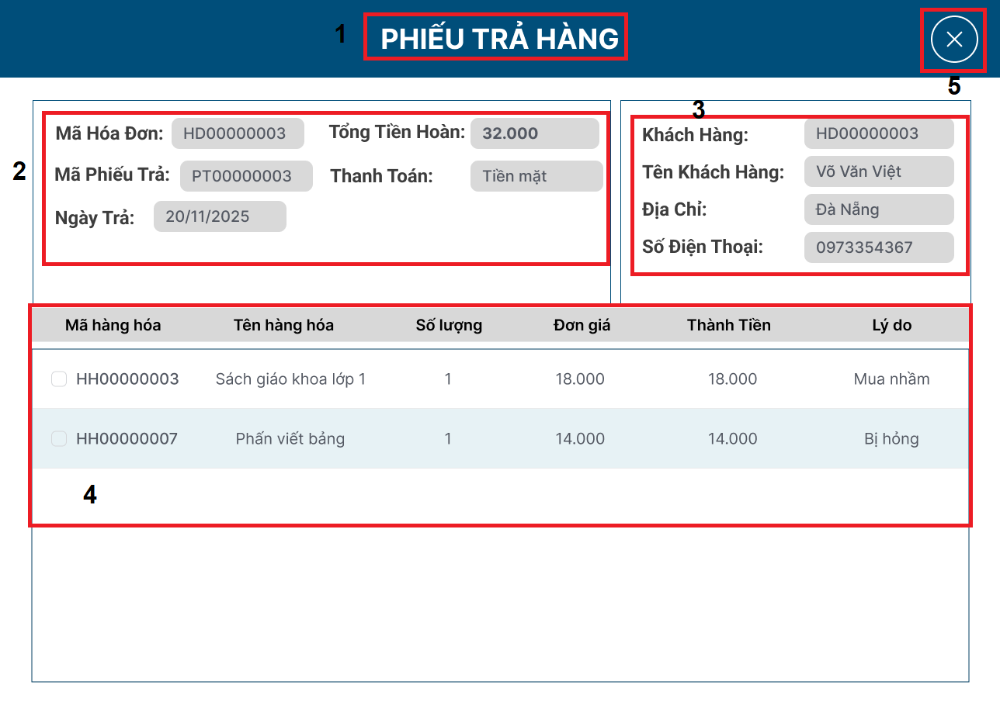 1 PHIẾU TRẢ HÀNG
5
2
Mã Hóa Đơn: HD00000003 Tổng Tiền Hoàn: 32.000
Mã Phiếu Trả: PT00000003 Thanh Toán: Tiền mặt
Ngày Trả: 20/11/2025
3
Khách Hàng: HD00000003
Tên Khách Hàng: Võ Văn Việt
Địa Chỉ: Đà Nẵng
Số Điện Thoại: 0973354367
Mã hàng hóa Tên hàng hóa Số lượng Đơn giá Thành Tiền Lý do
HH00000003 Sách giáo khoa lớp 1 1 18.000 18.000 Mua nhầm
HH00000007 Phấn viết bảng 1 14.000 14.000 Bị hỏng
4